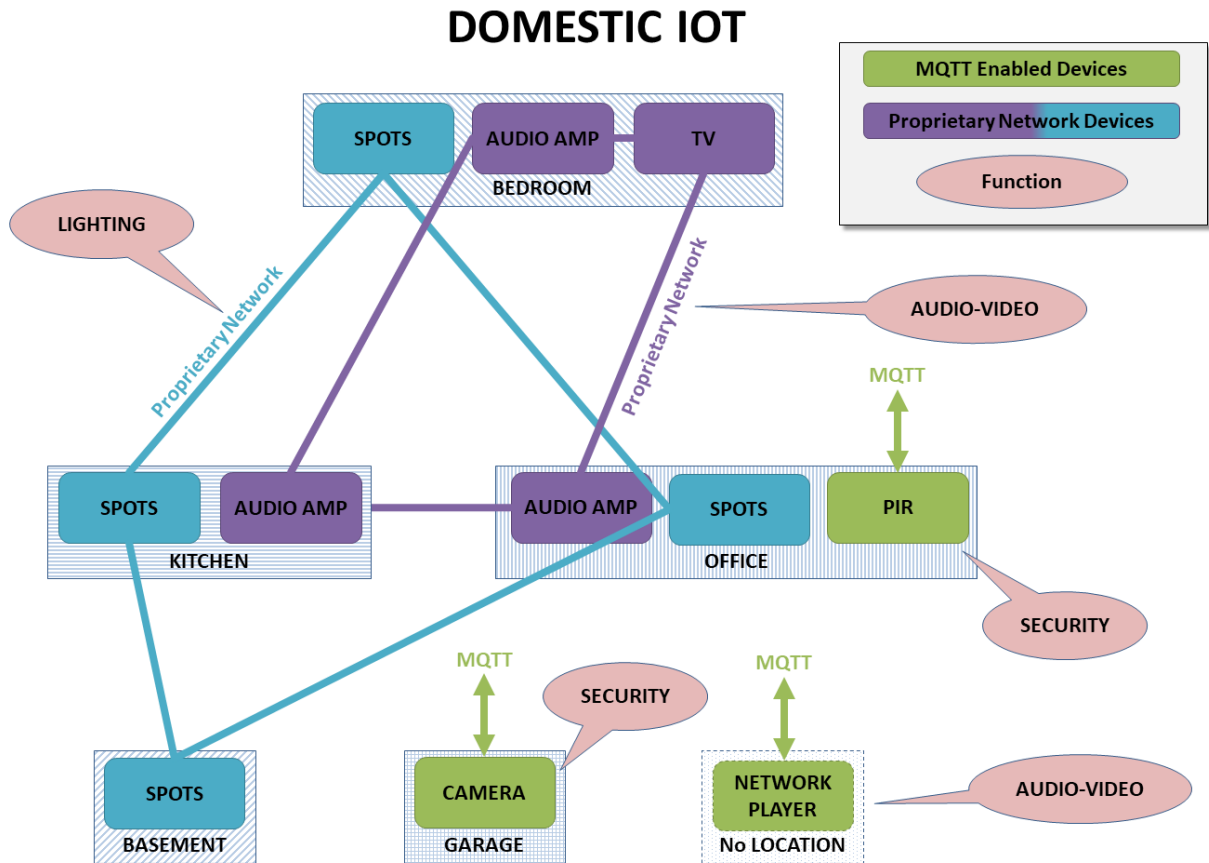 DOMESTIC IOT
MQTT Enabled Devices
Proprietary Network Devices
Function
SPOTS
AUDIO AMP
TV
BEDROOM
LIGHTING
Proprietary Network
Proprietary Network
AUDIO-VIDEO
MQTT
SPOTS
AUDIO AMP
KITCHEN
AUDIO AMP
SPOTS
PIR
OFFICE
SECURITY
MQTT
SECURITY
MQTT
SPOTS
BASEMENT
CAMERA
GARAGE
NETWORK
PLAYER
No LOCATION
AUDIO-VIDEO